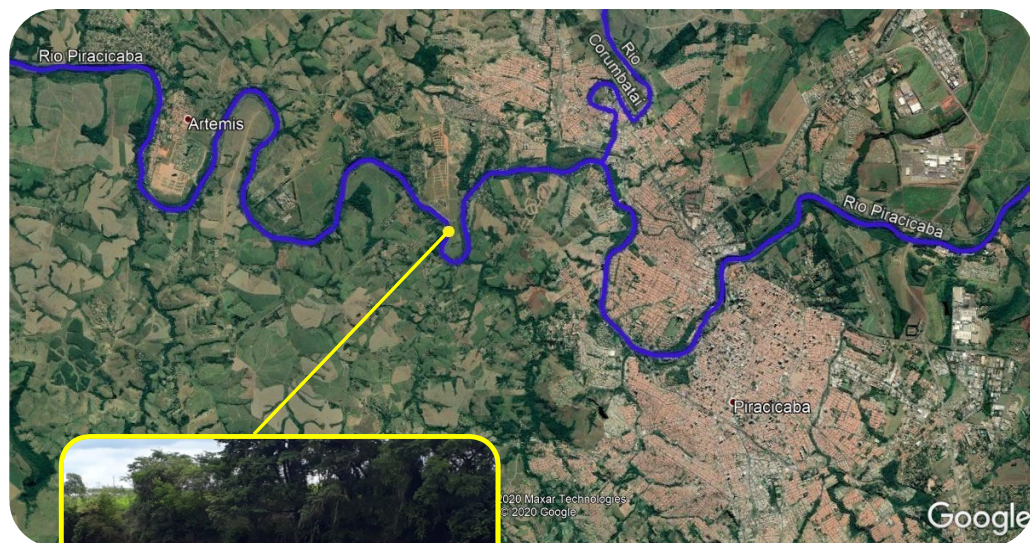 Rio Piracicaba
Artemis
Rio
Corumbataí
Rio Piracicaba
Piracicaba
2020 Maxar Technologies
© 2020 Google
Google